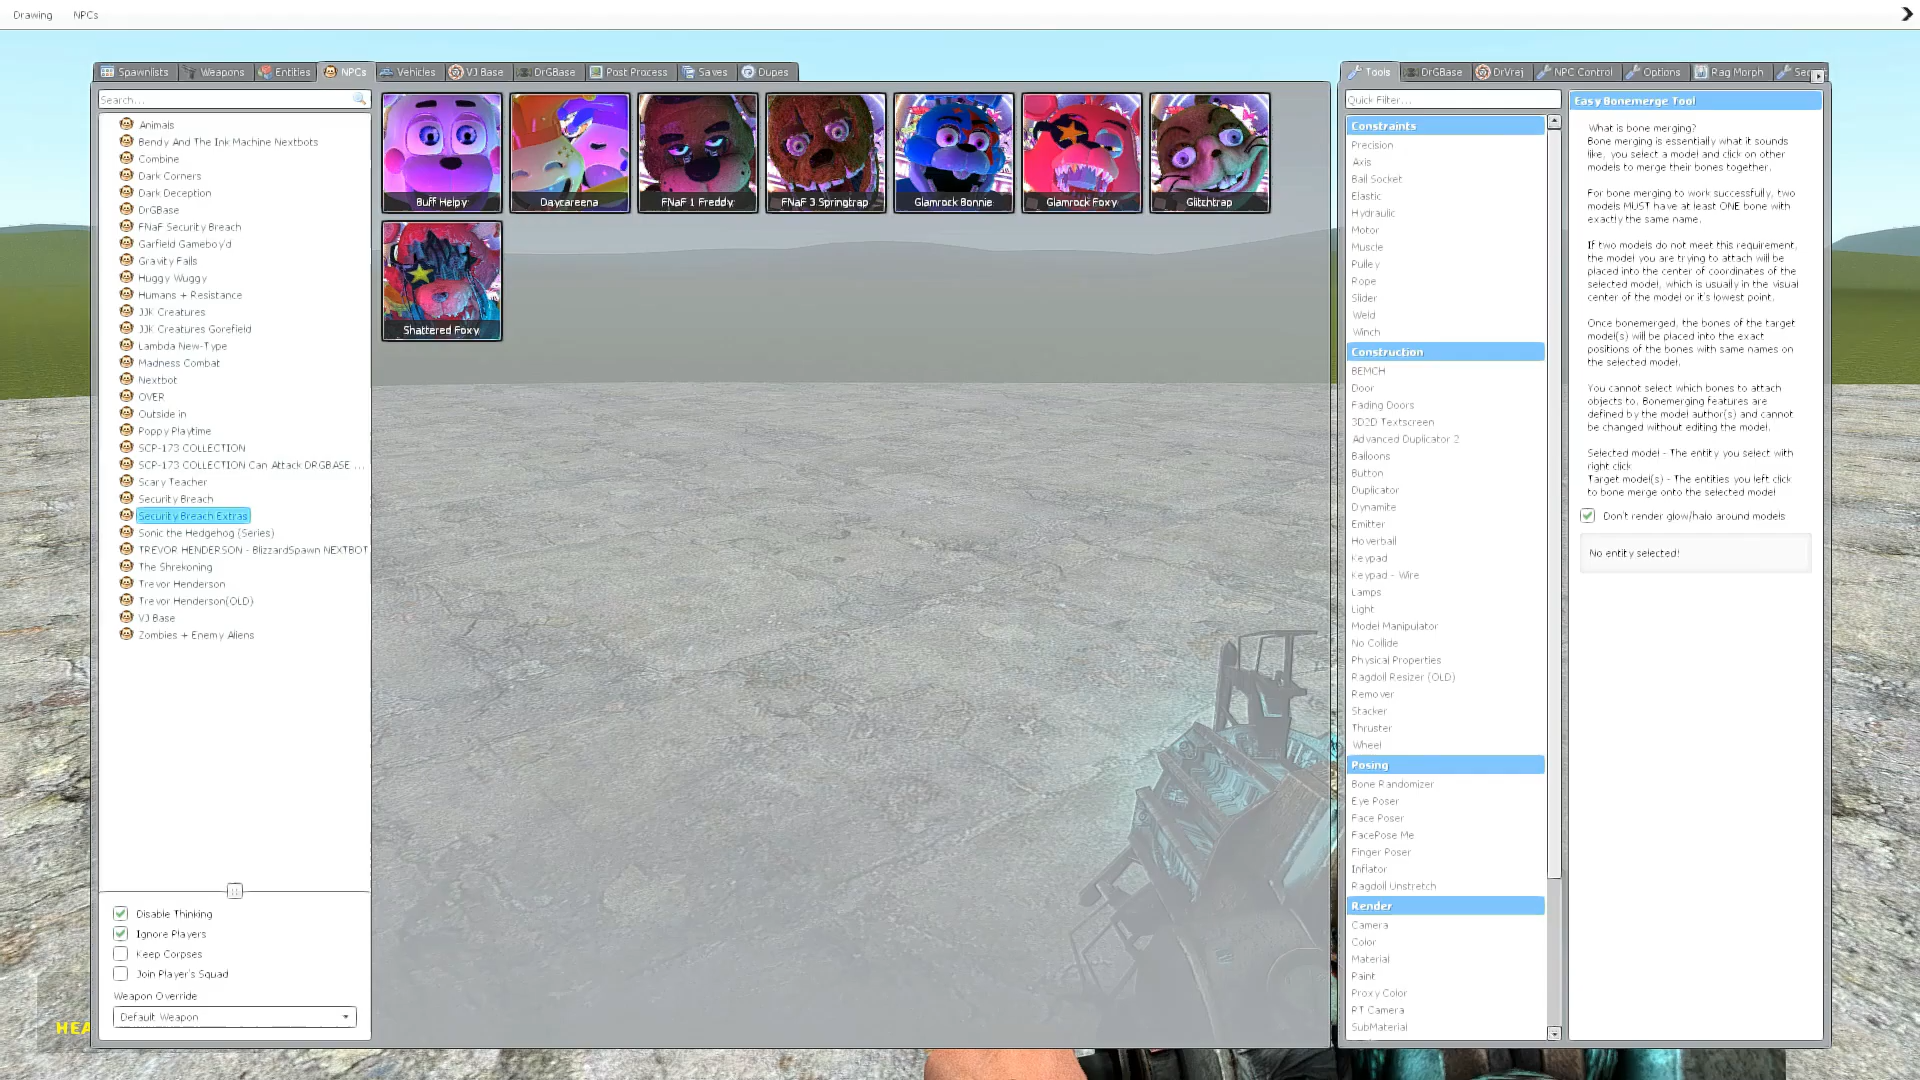 Drawing NPCs
Spawnlists Weapons Entities NPCs Vehicles VJ Base DrGBase Post Process Saves Dupes
Search...
Animals
Bendy And The Ink Machine Nextbots
Combine
Dark Corners
Dark Deception
DrGBase
FNaF Security Breach
Garfield Gameboy'd
Gravity Falls
Huggy Wuggy
Humans + Resistance
JJK Creatures
JJK Creatures Gorefield
Lambda New-Type
Madness Combat
Nextbot
OVER
Outside in
Poppy Playtime
SCP-173 COLLECTION
SCP-173 COLLECTION Can Attack DRGBASE ...
Scary Teacher
Security Breach
Security Breach Extras
Sonic the Hedgehog (Series)
TREVOR HENDERSON - BlizzardSpawn NEXTBOT
The Shrekoning
Trevor Henderson
Trevor Henderson(OLD)
VJ Base
Zombies + Enemy Aliens
Disable Thinking
Ignore Players
Keep Corpses
Join Player's Squad
Weapon Override
Default Weapon
HEA
Buff Helpy Daycareena FNaF 1 Freddy FNaF 3 Springtrap Glamrock Bonnie Glamrock Foxy Glitchtrap
Shattered Foxy
Tools DrGBase DrVrej NPC Control Options Rag Morph
Quick Filter...
Constraints
Precision
Axis
Ball Socket
Elastic
Hydraulic
Motor
Muscle
Pulley
Rope
Slider
Weld
Winch
Construction
BEMCH
Door
Fading Doors
3D2D Textscreen
Advanced Duplicator 2
Balloons
Button
Duplicator
Dynamite
Emitter
Hoverball
Keypad
Keypad - Wire
Lamps
Light
Model Manipulator
No Collide
Physical Properties
Ragdoll Resizer (OLD)
Remover
Stacker
Thruster
Wheel
Posing
Bone Randomizer
Eye Poser
Face Poser
FacePose Me
Finger Poser
Inflator
Ragdoll Unstretch
Render
Camera
Color
Material
Paint
Proxy Color
RT Camera
SubMaterial
Easy Bonemerge Tool
What is bone merging?
Bone merging is essentially what it sounds
like, you select a model and click on other
models to merge their bones together.
For bone merging to work successfully, two
models MUST have at least ONE bone with
exactly the same name.
If two models do not meet this requirement,
the model you are trying to attach will be
placed into the center of coordinates of the
selected model, which is usually in the visual
center of the model or it's lowest point.
Once bonemerged, the bones of the target
model(s) will be placed into the exact
positions of the bones with same names on
the selected model.
You cannot select which bones to attach
objects to. Bonemerging features are
defined by the model author(s) and cannot
be changed without editing the model.
Selected model - The entity you select with
right click
Target model(s) - The entities you left click
to bone merge onto the selected model
Don't render glow/halo around models
No entity selected!